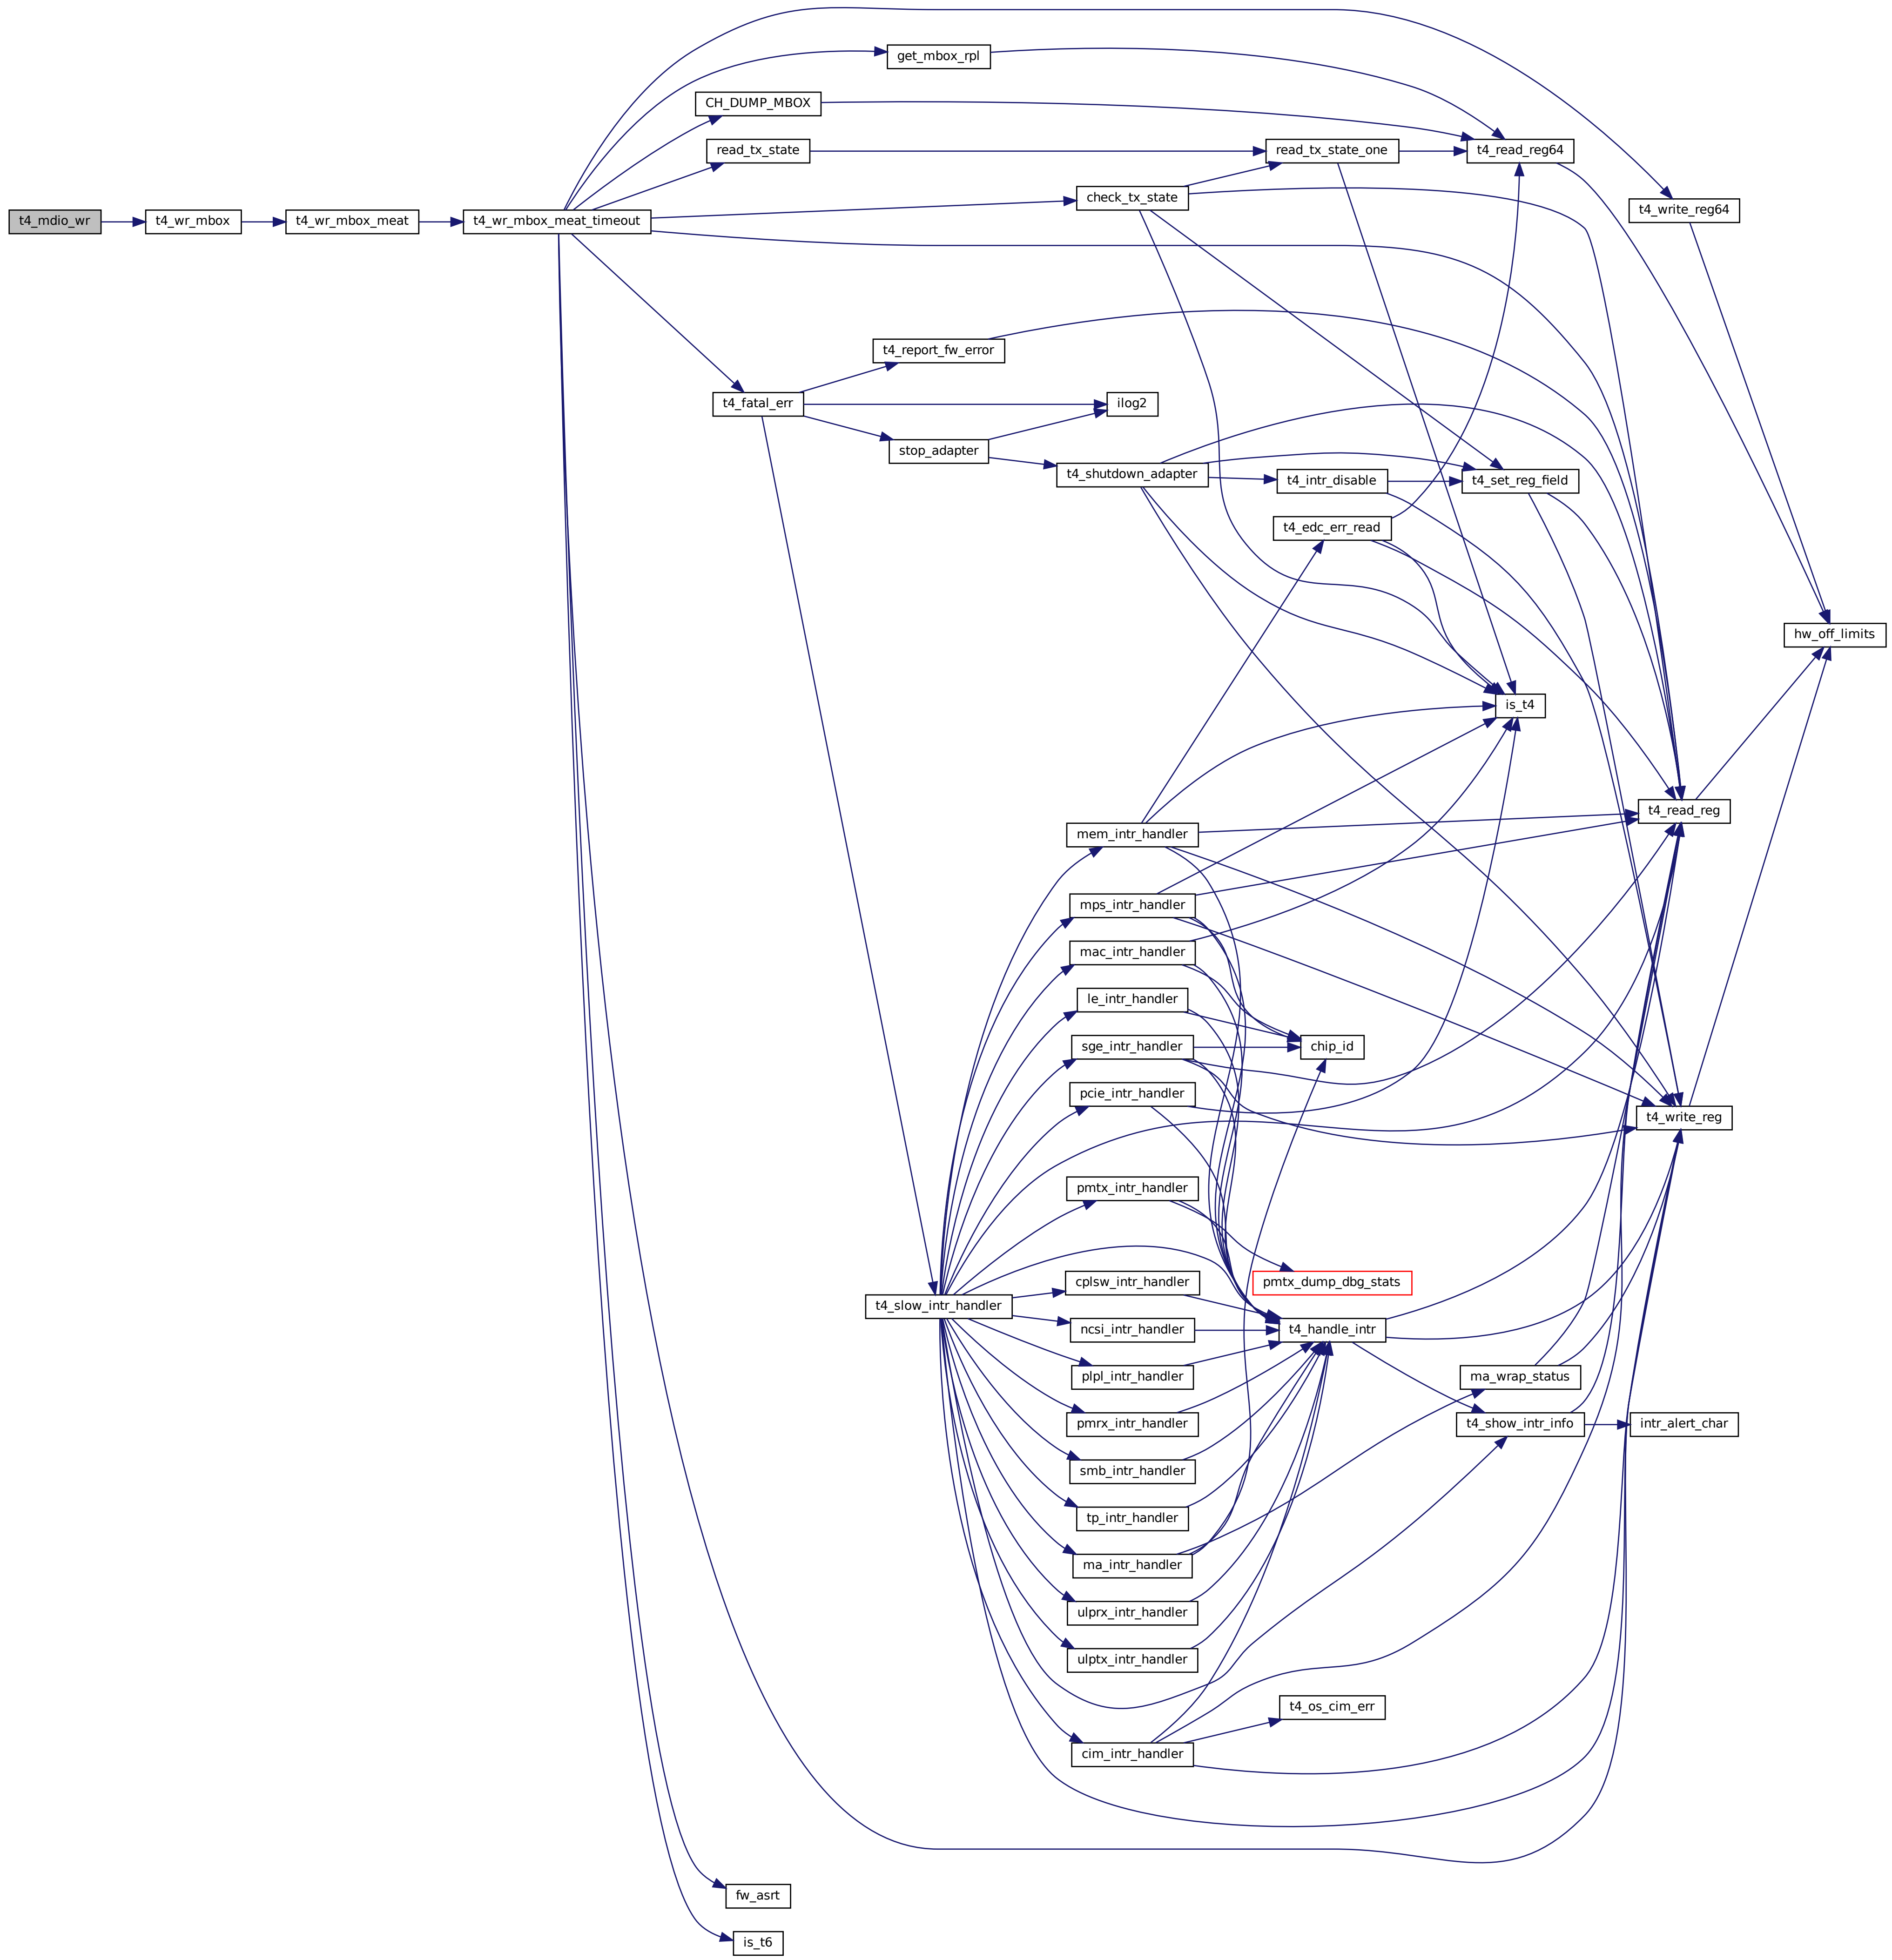 get_mbox_rpl
CH_DUMP_MBOX
read_tx_state
read_tx_state_one
t4_read_reg64
check_tx_state
t4_write_reg64
t4_mdio_wr
t4_wr_mbox
t4_wr_mbox_meat
t4_wr_mbox_meat_timeout
t4_report_fw_error
t4_fatal_err
ilog2
stop_adapter
t4_shutdown_adapter
t4_intr_disable
t4_set_reg_field
t4_edc_err_read
hw_off_limits
is_t4
t4_read_reg
mem_intr_handler
mps_intr_handler
mac_intr_handler
le_intr_handler
sge_intr_handler
chip_id
pcie_intr_handler
t4_write_reg
pmtx_intr_handler
cplsw_intr_handler
pmtx_dump_dbg_stats
t4_slow_intr_handler
ncsi_intr_handler
t4_handle_intr
plpl_intr_handler
ma_wrap_status
pmrx_intr_handler
t4_show_intr_info
intr_alert_char
smb_intr_handler
tp_intr_handler
ma_intr_handler
ulprx_intr_handler
ulptx_intr_handler
t4_os_cim_err
cim_intr_handler
fw_asrt
is_t6